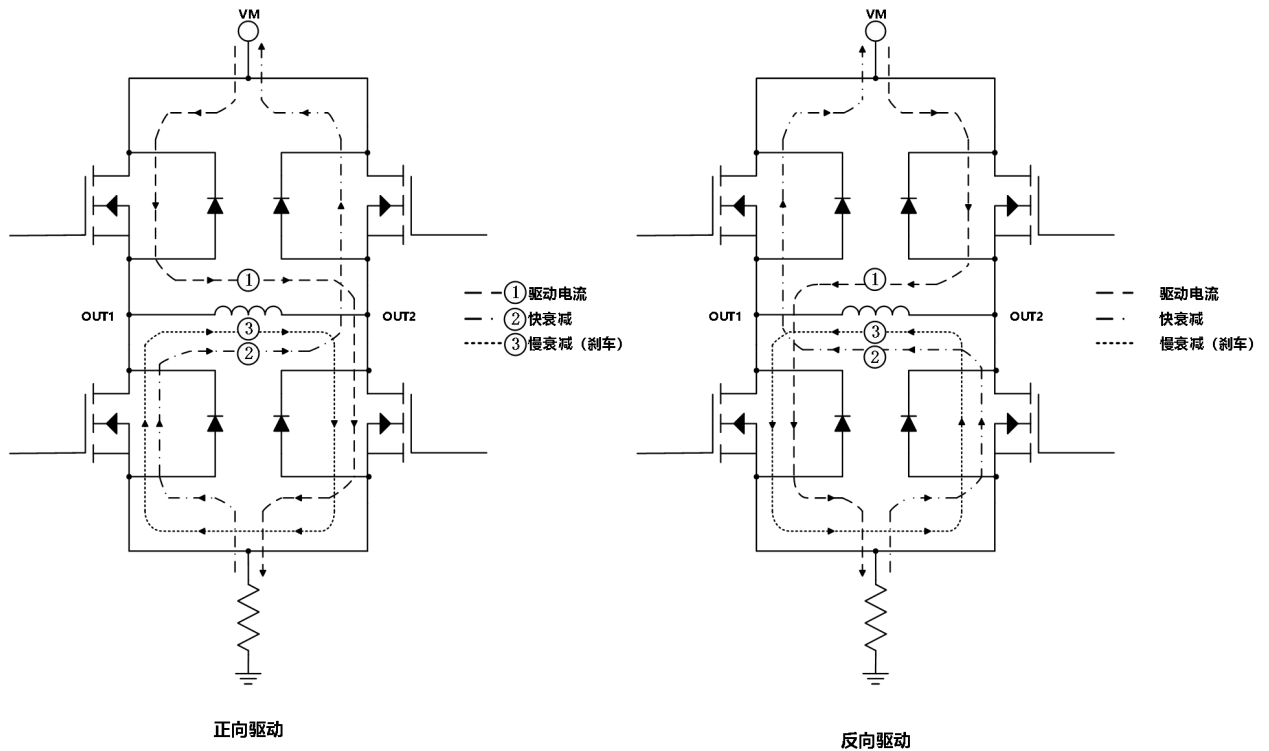 VM
①
OUT1
OUT2
③
②
①驱动电流
②快衰减
③慢衰减（刹车）
正向驱动
VM
①
OUT1
OUT2
③
②
驱动电流
快衰减
慢衰减（刹车）
反向驱动